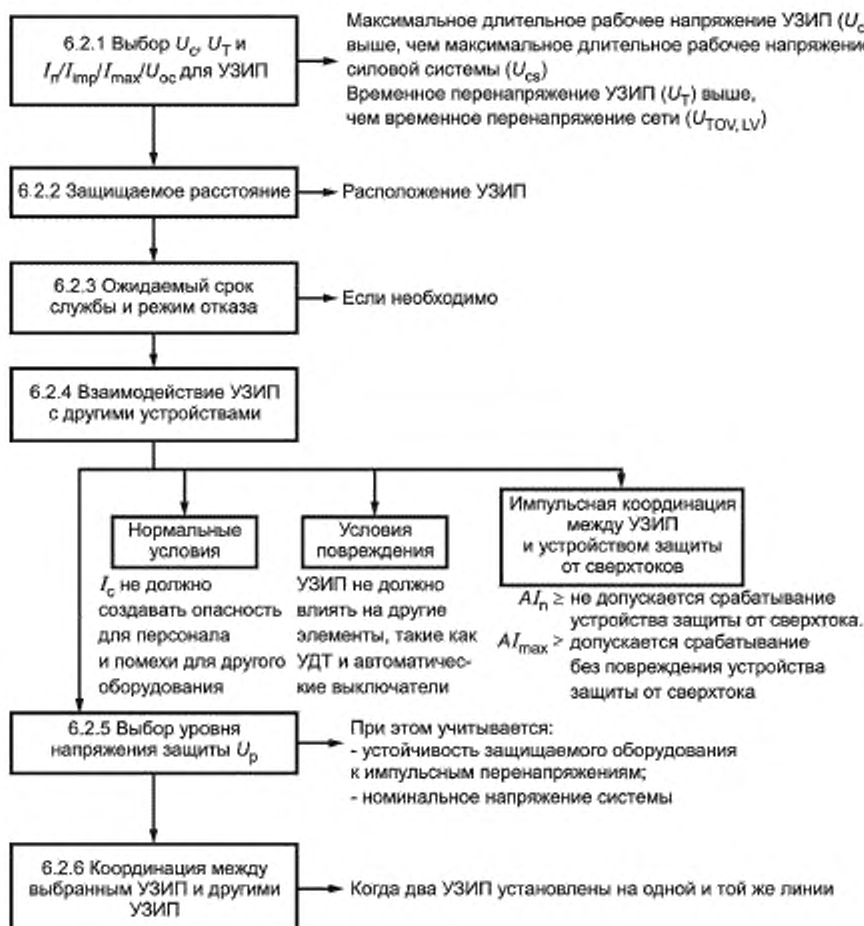 6.2.1 Выбор Uc, UT и
In/Iimp/Imax/Uoc для УЗИП
Максимальное длительное рабочее напряжение УЗИП (Uc
выше, чем максимальное длительное рабочее напряжение
силовой системы (Ucs)
Временное перенапряжение УЗИП (UT) выше,
чем временное перенапряжение сети (UTOV, LV)
6.2.2 Защищаемое расстояние
Расположение УЗИП
6.2.3 Ожидаемый срок
службы и режим отказа
Если необходимо
6.2.4 Взаимодействие УЗИП
с другими устройствами
Нормальные
условия
Ic не должно
создавать опасность
для персонала
и помехи для другого
оборудования
Условия
повреждения
УЗИП не должно
влиять на другие
элементы, такие как
УДТ и автоматичес-
кие выключатели
Импульсная координация
между УЗИП
и устройством защиты
от сверхтоков
AIn ≥ не допускается срабатывание
устройства защиты от сверхтока.
AImax > допускается срабатывание
без повреждения устройства
защиты от сверхтока
6.2.5 Выбор уровня
напряжения защиты Up
При этом учитывается:
- устойчивость защищаемого оборудования
к импульсным перенапряжениям;
- номинальное напряжение системы
6.2.6 Координация между
выбранным УЗИП и другими
УЗИП
Когда два УЗИП установлены на одной и той же линии